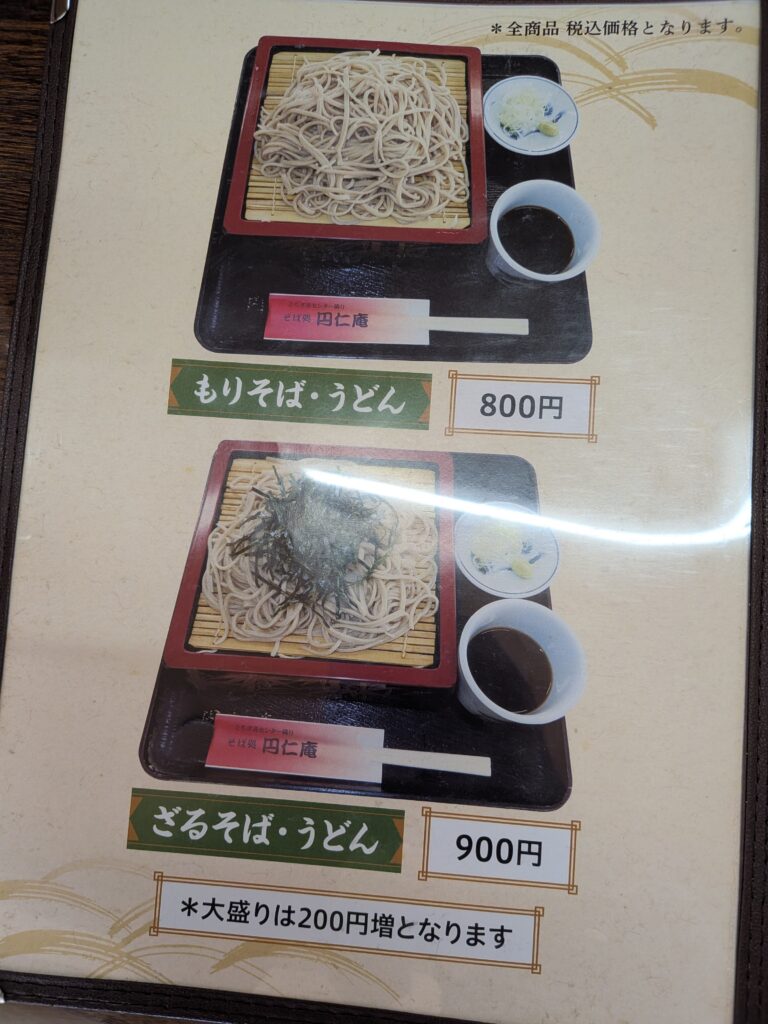 ＊全商品 税込価格となります。
そば処 円仁庵
もりそば・うどん
800円
そば処 円仁庵
ざるそば・うどん
900円
＊大盛りは200円増となります